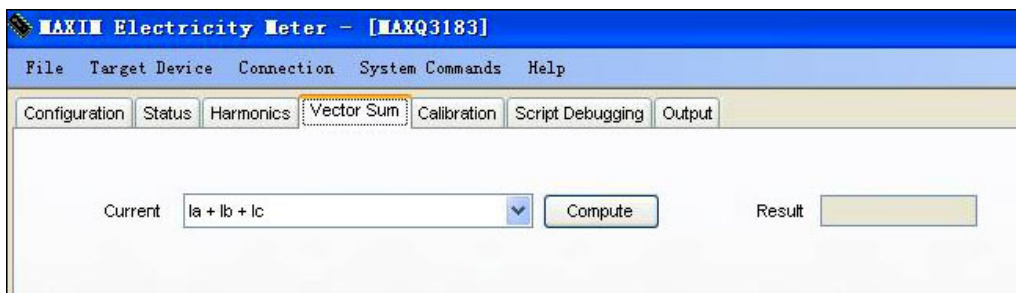 MAXIM Electricity Meter - [MAXQ3183]
File Target Device Connection System Commands Help
Configuration Status Harmonics Vector Sum Calibration Script Debugging Output
Current Ia + Ib + Ic Compute Result